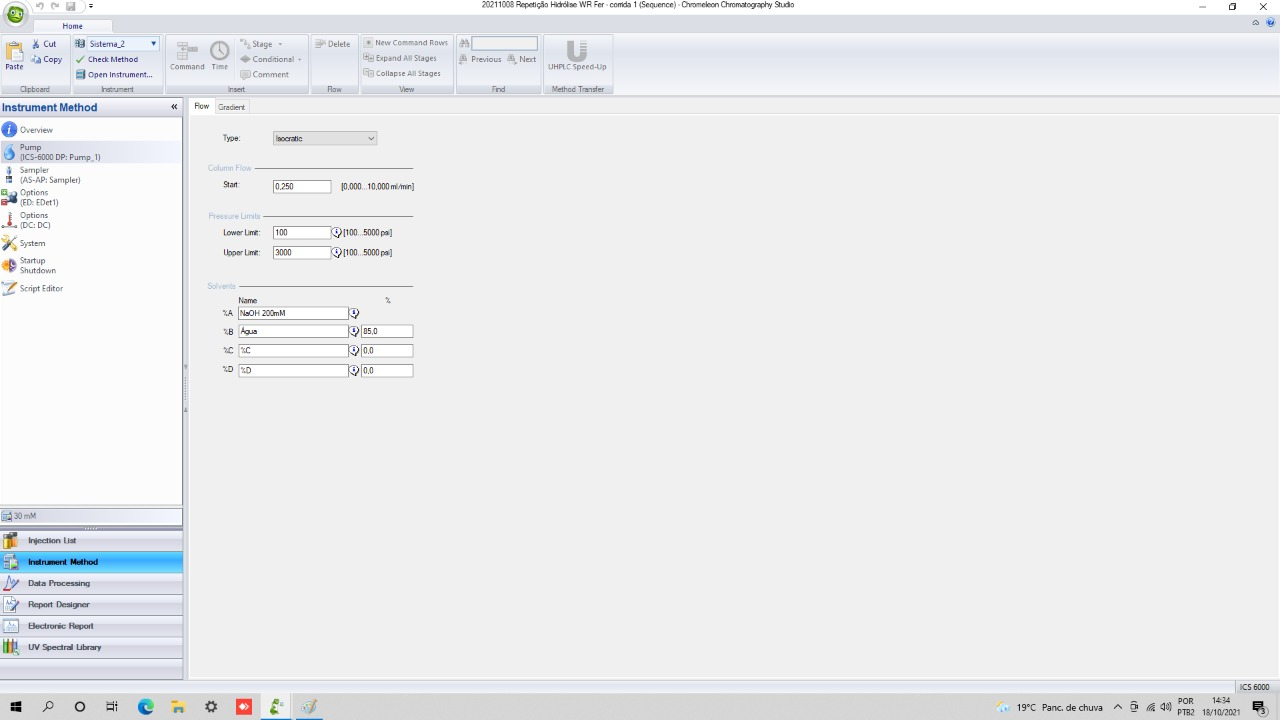 20211008 Repetição Hidrólise WR Fer - corrida 1 (Sequence) - Chromeleon Chromatography Studio
Home
Paste
Cut
Copy
Clipboard
Sistema_2
Check Method
Open Instrument...
Instrument
Command
Time
Stage
Conditional
Comment
Insert
Delete
Flow
New Command Rows
Expand All Stages
Collapse All Stages
View
Previous
Next
Find
UHPLC Speed-Up
Method Transfer
Instrument Method
Overview
Pump
(ICS-6000 DP: Pump_1)
Sampler
(AS-AP: Sampler)
Options
(ED: EDet1)
Options
(DC: DC)
System
Startup
Shutdown
Script Editor
30 mM
Injection List
Instrument Method
Data Processing
Report Designer
Electronic Report
UV Spectral Library
Flow Gradient
Type: Isocratic
Column Flow
Start: 0,250 [0,000...10,000 ml/min]
Pressure Limits
Lower Limit: 100 [100...5000 psi]
Upper Limit: 3000 [100...5000 psi]
Solvents
Name %
%A NaOH 200mM
%B Água 85,0
%C %C 0,0
%D %D 0,0
ICS 6000
19°C Panc. de chuva
POR
PTB2
14:34
18/10/2021
3